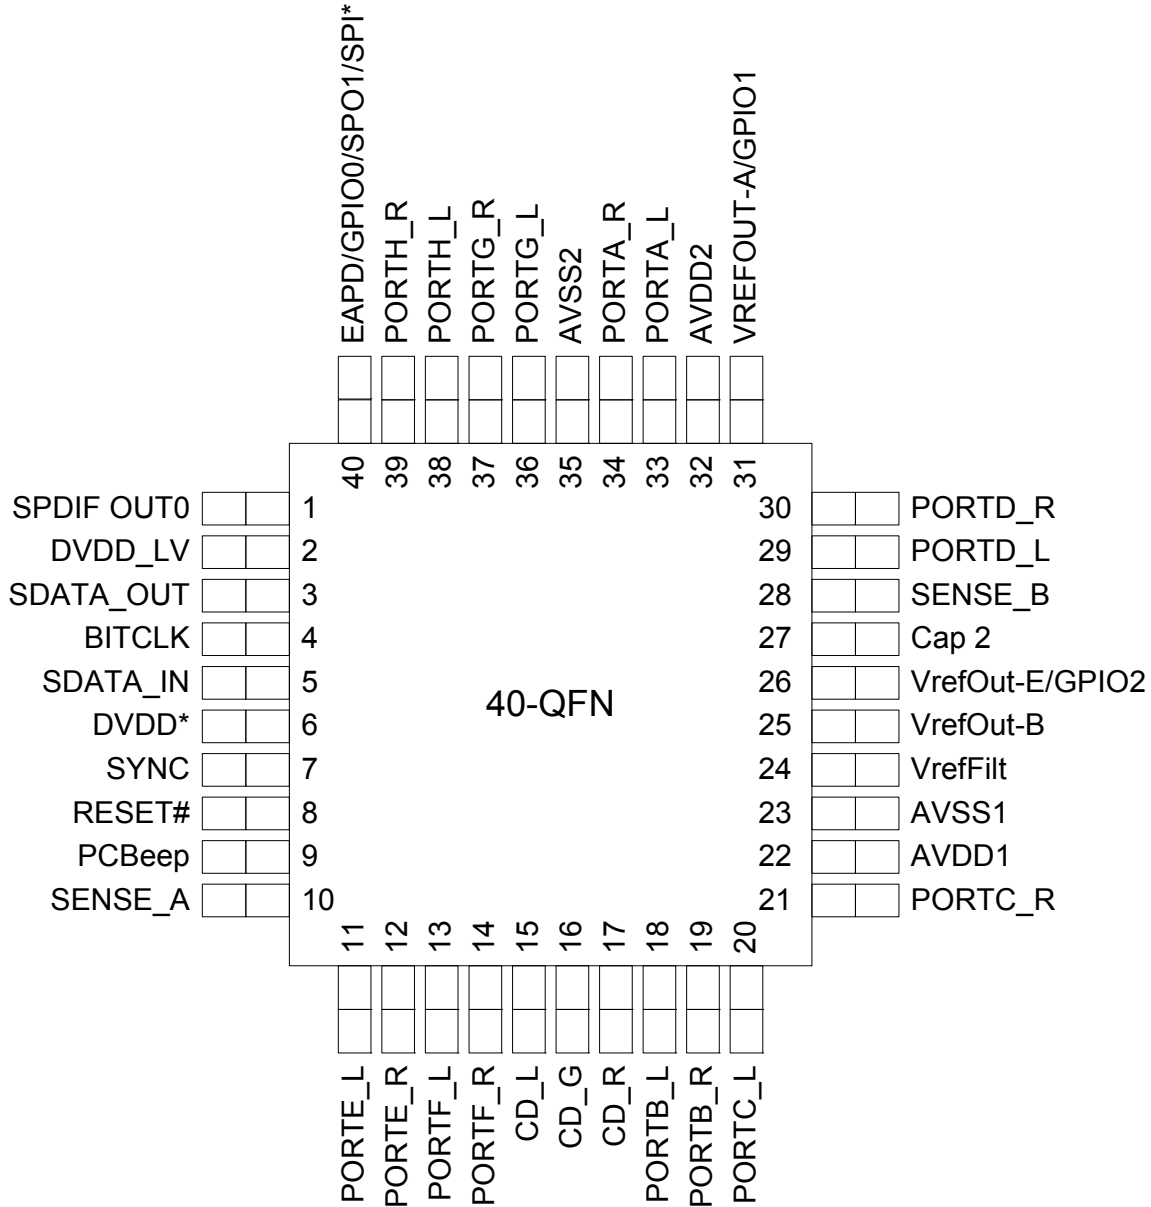 EAPD/GPIO0/SPO1/SPI*
PORTH_R
PORTH_L
PORTG_R
PORTG_L
AVSS2
PORTA_R
PORTA_L
AVDD2
VREFOUT-A/GPIO1
40
39
38
37
36
35
34
33
32
31
SPDIF OUT0 1
DVDD_LV 2
SDATA_OUT 3
BITCLK 4
SDATA_IN 5
DVDD* 6
SYNC 7
RESET# 8
PCBeep 9
SENSE_A 10
40-QFN
30 PORTD_R
29 PORTD_L
28 SENSE_B
27 Cap 2
26 VrefOut-E/GPIO2
25 VrefOut-B
24 VrefFilt
23 AVSS1
22 AVDD1
21 PORTC_R
11
12
13
14
15
16
17
18
19
20
PORTE_L
PORTE_R
PORTF_L
PORTF_R
CD_L
CD_G
CD_R
PORTB_L
PORTB_R
PORTC_L